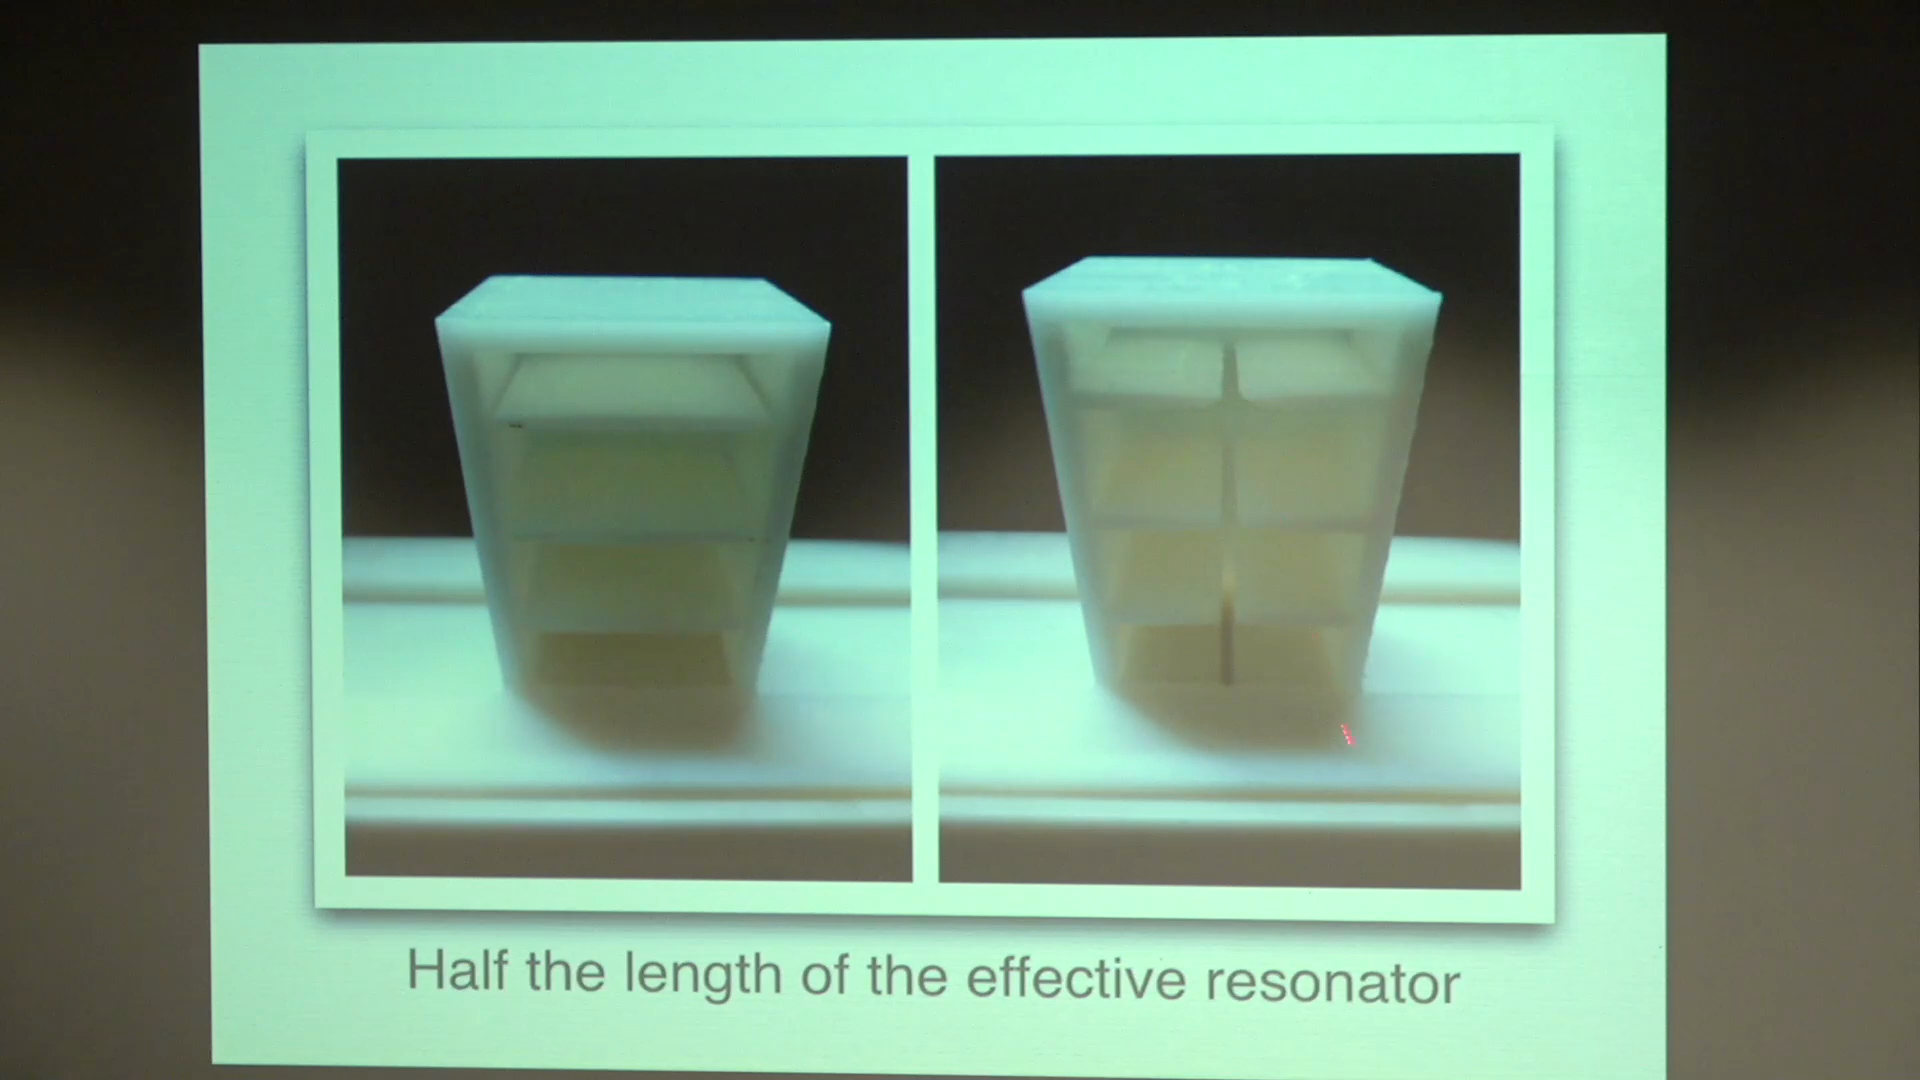 Half the length of the effective resonator